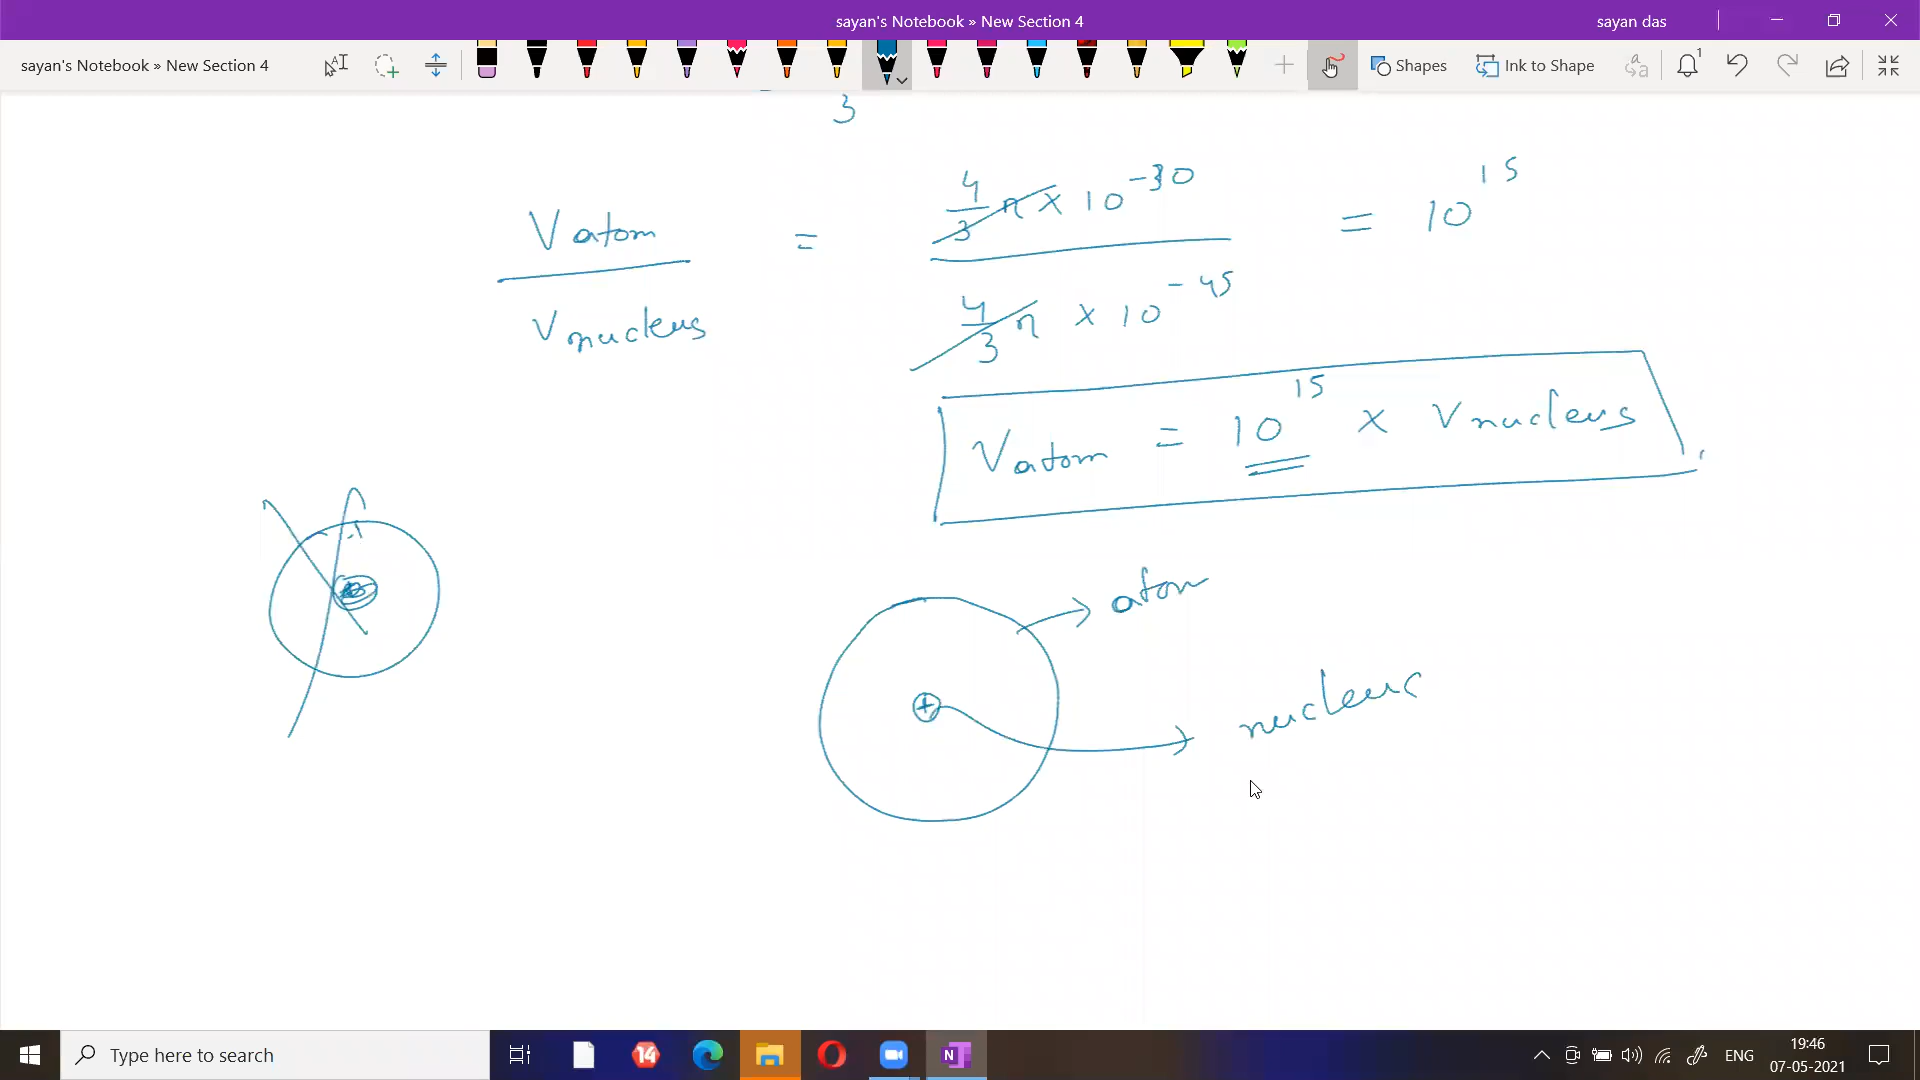 sayan's Notebook » New Section 4
sayan das
sayan's Notebook » New Section 4
Shapes
Ink to Shape
1
3
V atom / V nucleus = 4/3 π × 10^-30 / 4/3 π × 10^-45 = 10^15
V atom = 10^15 × V nucleus
atom
+
nucleus
Type here to search
14
N
ENG
19:46
07-05-2021